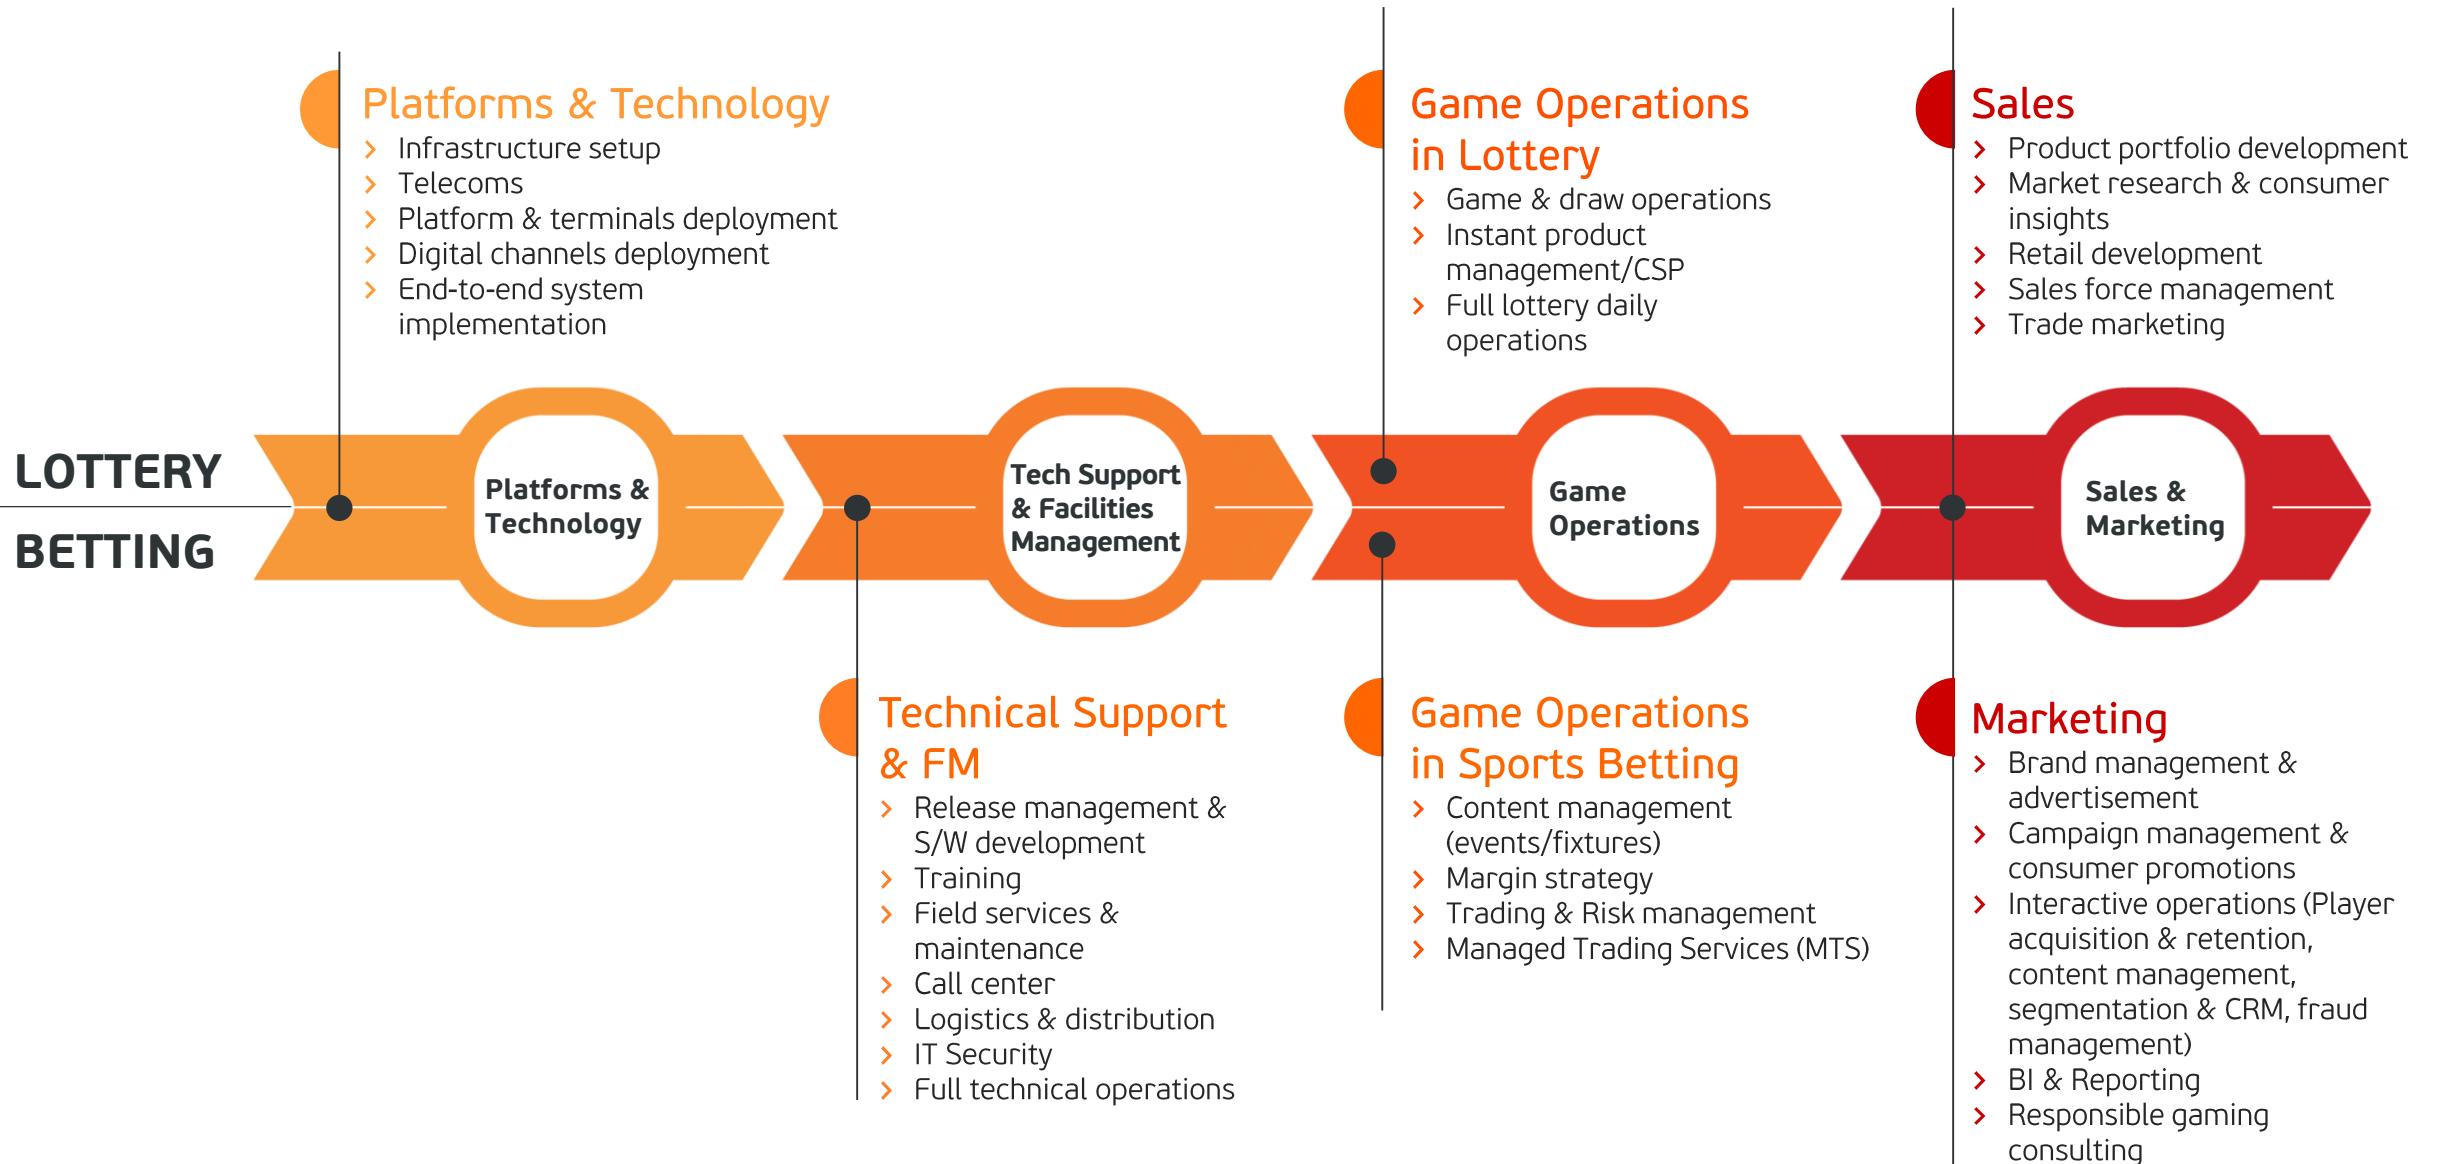 Platforms & Technology
Infrastructure setup
Telecoms
Platform & terminals deployment
Digital channels deployment
End-to-end system
implementation
Game Operations
in Lottery
Game & draw operations
Instant product
management/CSP
Full lottery daily
operations
Sales
Product portfolio development
Market research & consumer
insights
Retail development
Sales force management
Trade marketing
LOTTERY
BETTING
Platforms &
Technology
Tech Support
& Facilities
Management
Game
Operations
Sales &
Marketing
Technical Support
& FM
Release management &
S/W development
Training
Field services &
maintenance
Call center
Logistics & distribution
IT Security
Full technical operations
Game Operations
in Sports Betting
Content management
(events/fixtures)
Margin strategy
Trading & Risk management
Managed Trading Services (MTS)
Marketing
Brand management &
advertisement
Campaign management &
consumer promotions
Interactive operations (Player
acquisition & retention,
content management,
segmentation & CRM, fraud
management)
BI & Reporting
Responsible gaming
consulting